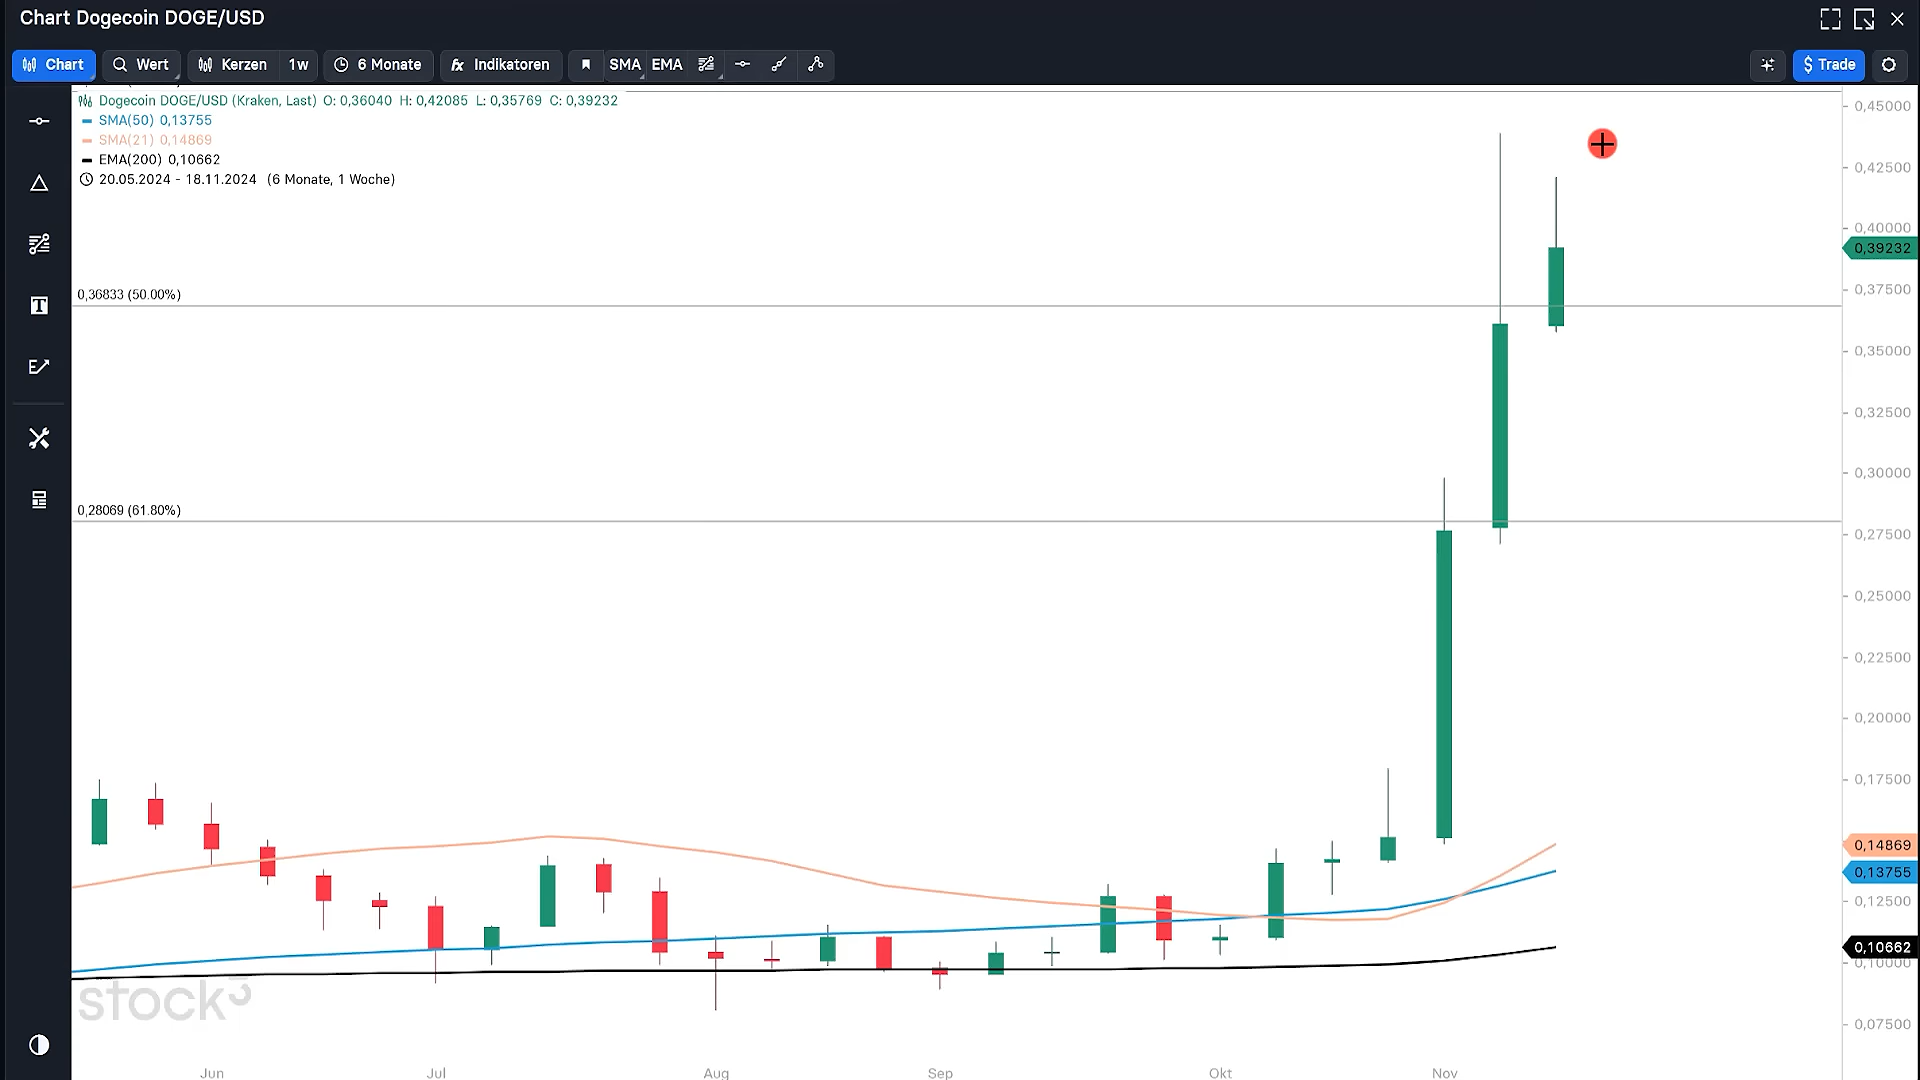 Chart Dogecoin DOGE/USD
Chart Wert Kerzen 1w 6 Monate fx Indikatoren SMA EMA $ Trade
Dogecoin DOGE/USD (Kraken, Last) O: 0,36040 H: 0,42085 L: 0,35769 C: 0,39232
SMA(50) 0,13755
SMA(21) 0,14869
EMA(200) 0,10662
20.05.2024 - 18.11.2024 (6 Monate, 1 Woche)
0,45000
0,42500
0,40000
0,39232
0,37500
0,36833 (50.00%)
0,35000
0,32500
0,30000
0,28069 (61.80%)
0,27500
0,25000
0,22500
0,20000
0,17500
0,14869
0,13755
0,12500
0,10662
0,10000
0,07500
stock3
Jun Jul Aug Sep Okt Nov